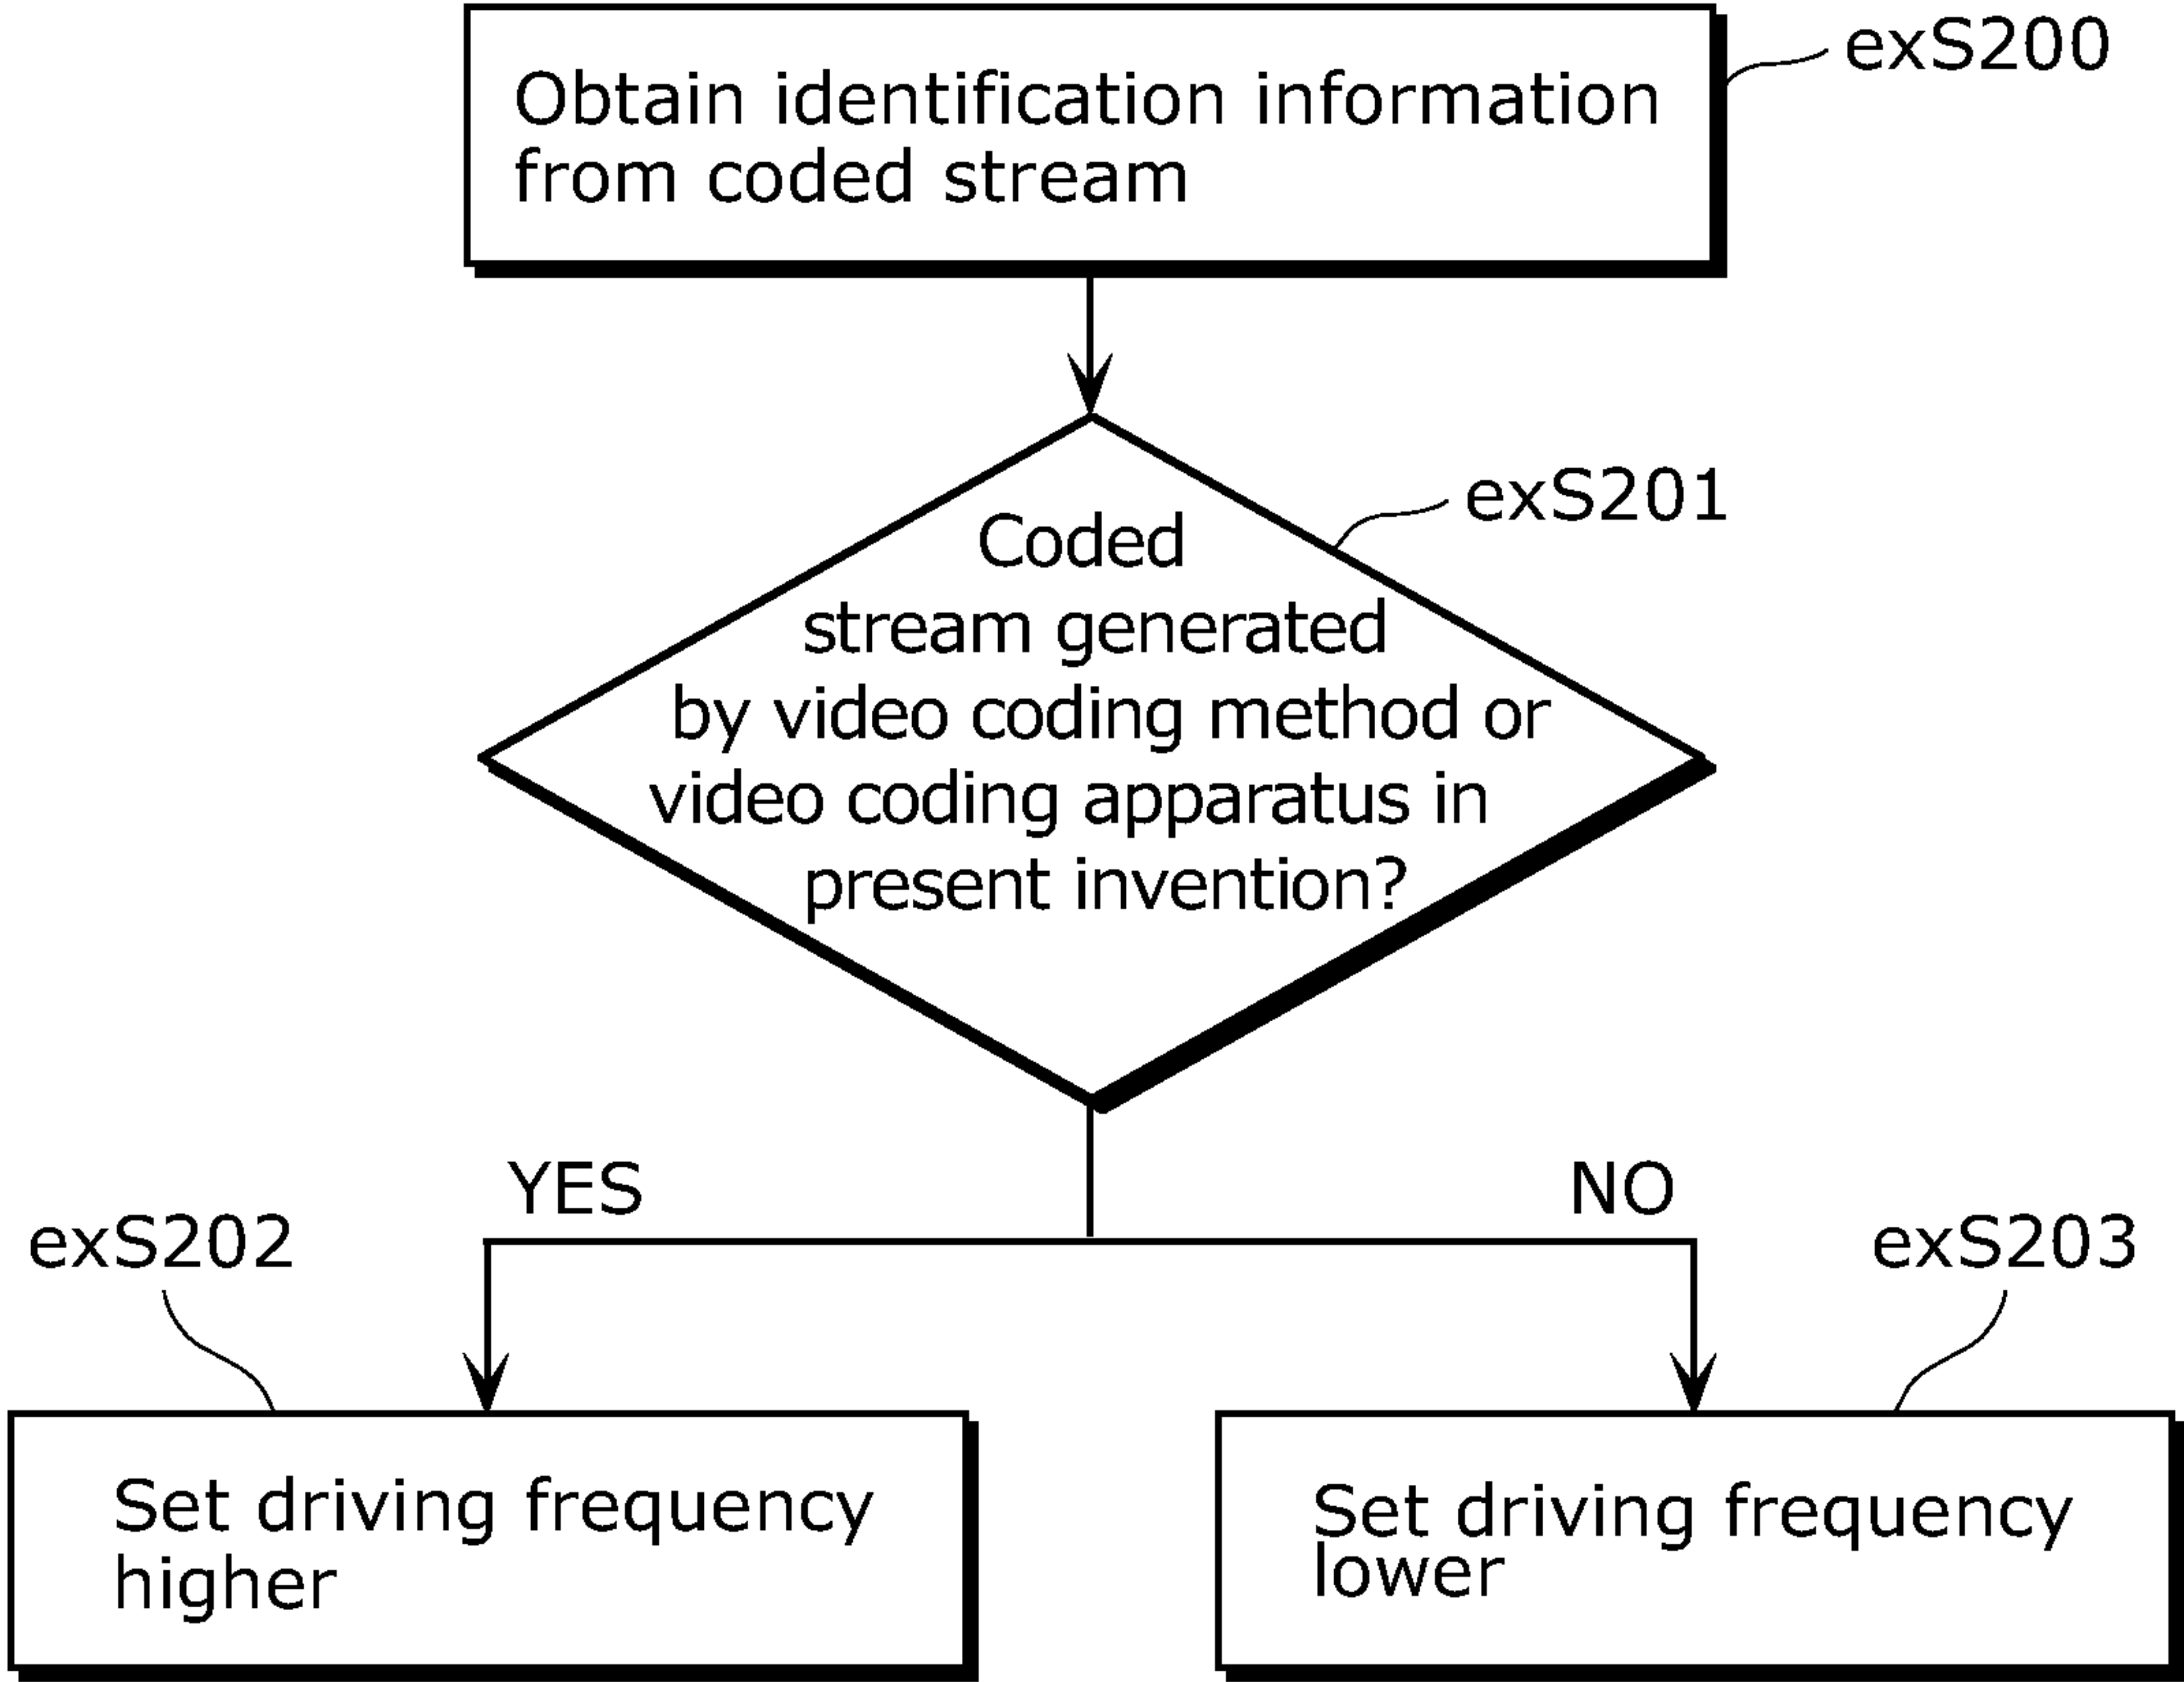 exS200
Obtain identification information
from coded stream
exS201
Coded
stream generated
by video coding method or
video coding apparatus in
present invention?
YES
NO
exS202
exS203
Set driving frequency
higher
Set driving frequency
lower